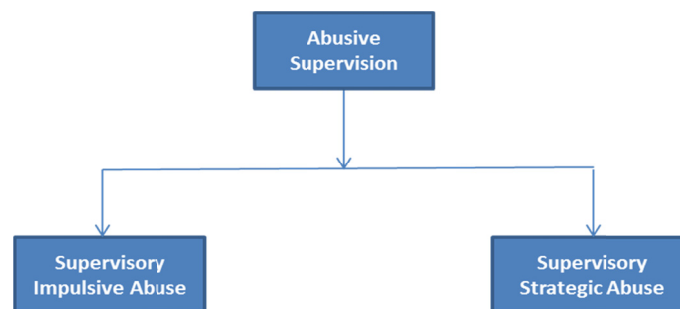 Abusive
Supervision
Supervisory
Impulsive Abuse
Supervisory
Strategic Abuse